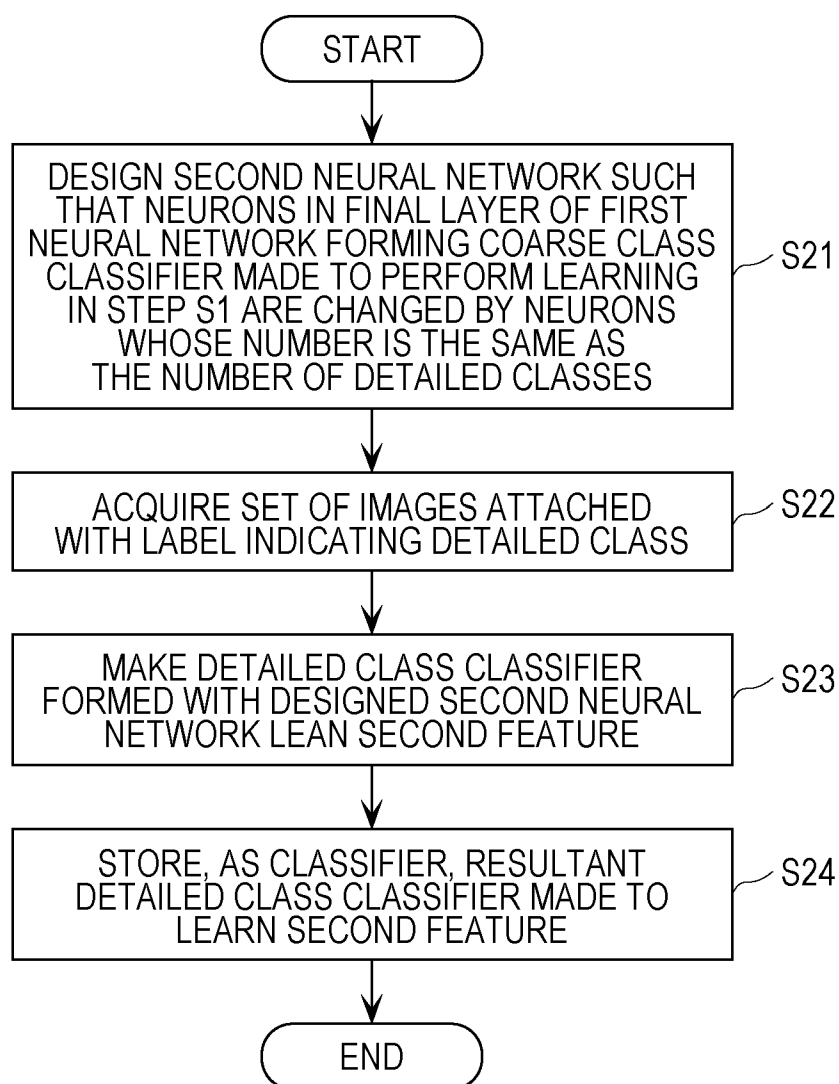 START
DESIGN SECOND NEURAL NETWORK SUCH
THAT NEURONS IN FINAL LAYER OF FIRST
NEURAL NETWORK FORMING COARSE CLASS
CLASSIFIER MADE TO PERFORM LEARNING
IN STEP S1 ARE CHANGED BY NEURONS
WHOSE NUMBER IS THE SAME AS
THE NUMBER OF DETAILED CLASSES
S21
ACQUIRE SET OF IMAGES ATTACHED
WITH LABEL INDICATING DETAILED CLASS
S22
MAKE DETAILED CLASS CLASSIFIER
FORMED WITH DESIGNED SECOND NEURAL
NETWORK LEAN SECOND FEATURE
S23
STORE, AS CLASSIFIER, RESULTANT
DETAILED CLASS CLASSIFIER MADE TO
LEARN SECOND FEATURE
S24
END